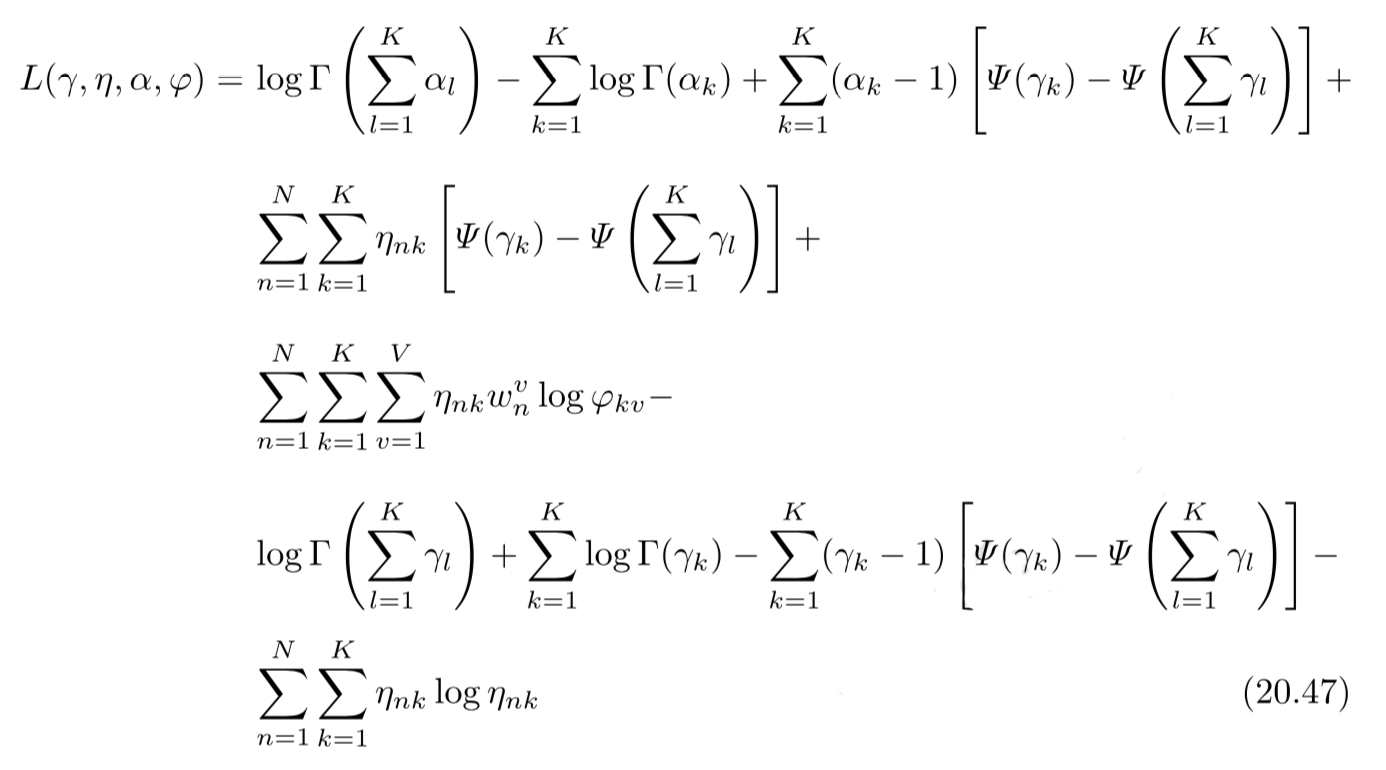 L(γ, η, α, φ) = log Γ (∑_{l=1}^{K} α_l) − ∑_{k=1}^{K} log Γ(α_k) + ∑_{k=1}^{K} (α_k − 1) [Ψ(γ_k) − Ψ (∑_{l=1}^{K} γ_l)] +
∑_{n=1}^{N} ∑_{k=1}^{K} η_{nk} [Ψ(γ_k) − Ψ (∑_{l=1}^{K} γ_l)] +
∑_{n=1}^{N} ∑_{k=1}^{K} ∑_{v=1}^{V} η_{nk} w_n^v log φ_{kv} −
log Γ (∑_{l=1}^{K} γ_l) + ∑_{k=1}^{K} log Γ(γ_k) − ∑_{k=1}^{K} (γ_k − 1) [Ψ(γ_k) − Ψ (∑_{l=1}^{K} γ_l)] −
∑_{n=1}^{N} ∑_{k=1}^{K} η_{nk} log η_{nk} (20.47)